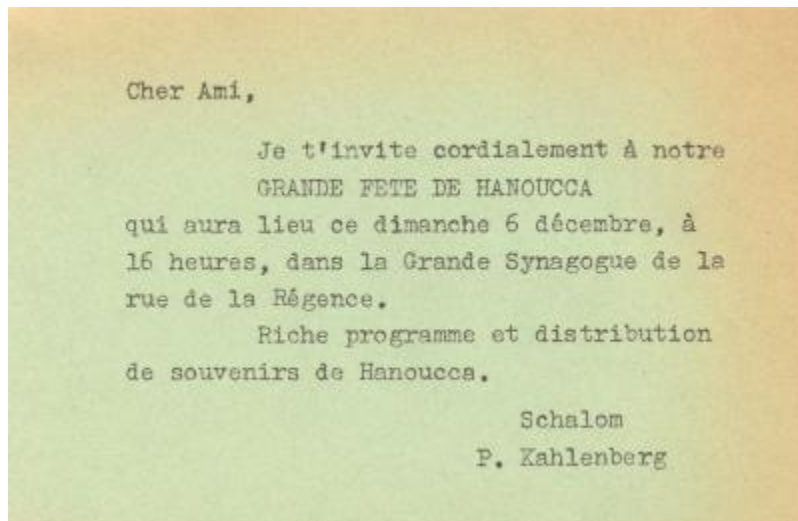 Cher Ami,
Je t'invite cordialement à notre
GRANDE FETE DE HANOUCCA
qui aura lieu ce dimanche 6 décembre, à
16 heures, dans la Grande Synagogue de la
rue de la Régence.
Riche programme et distribution
de souvenirs de Hanoucca.
Schalom
P. Kahlenberg